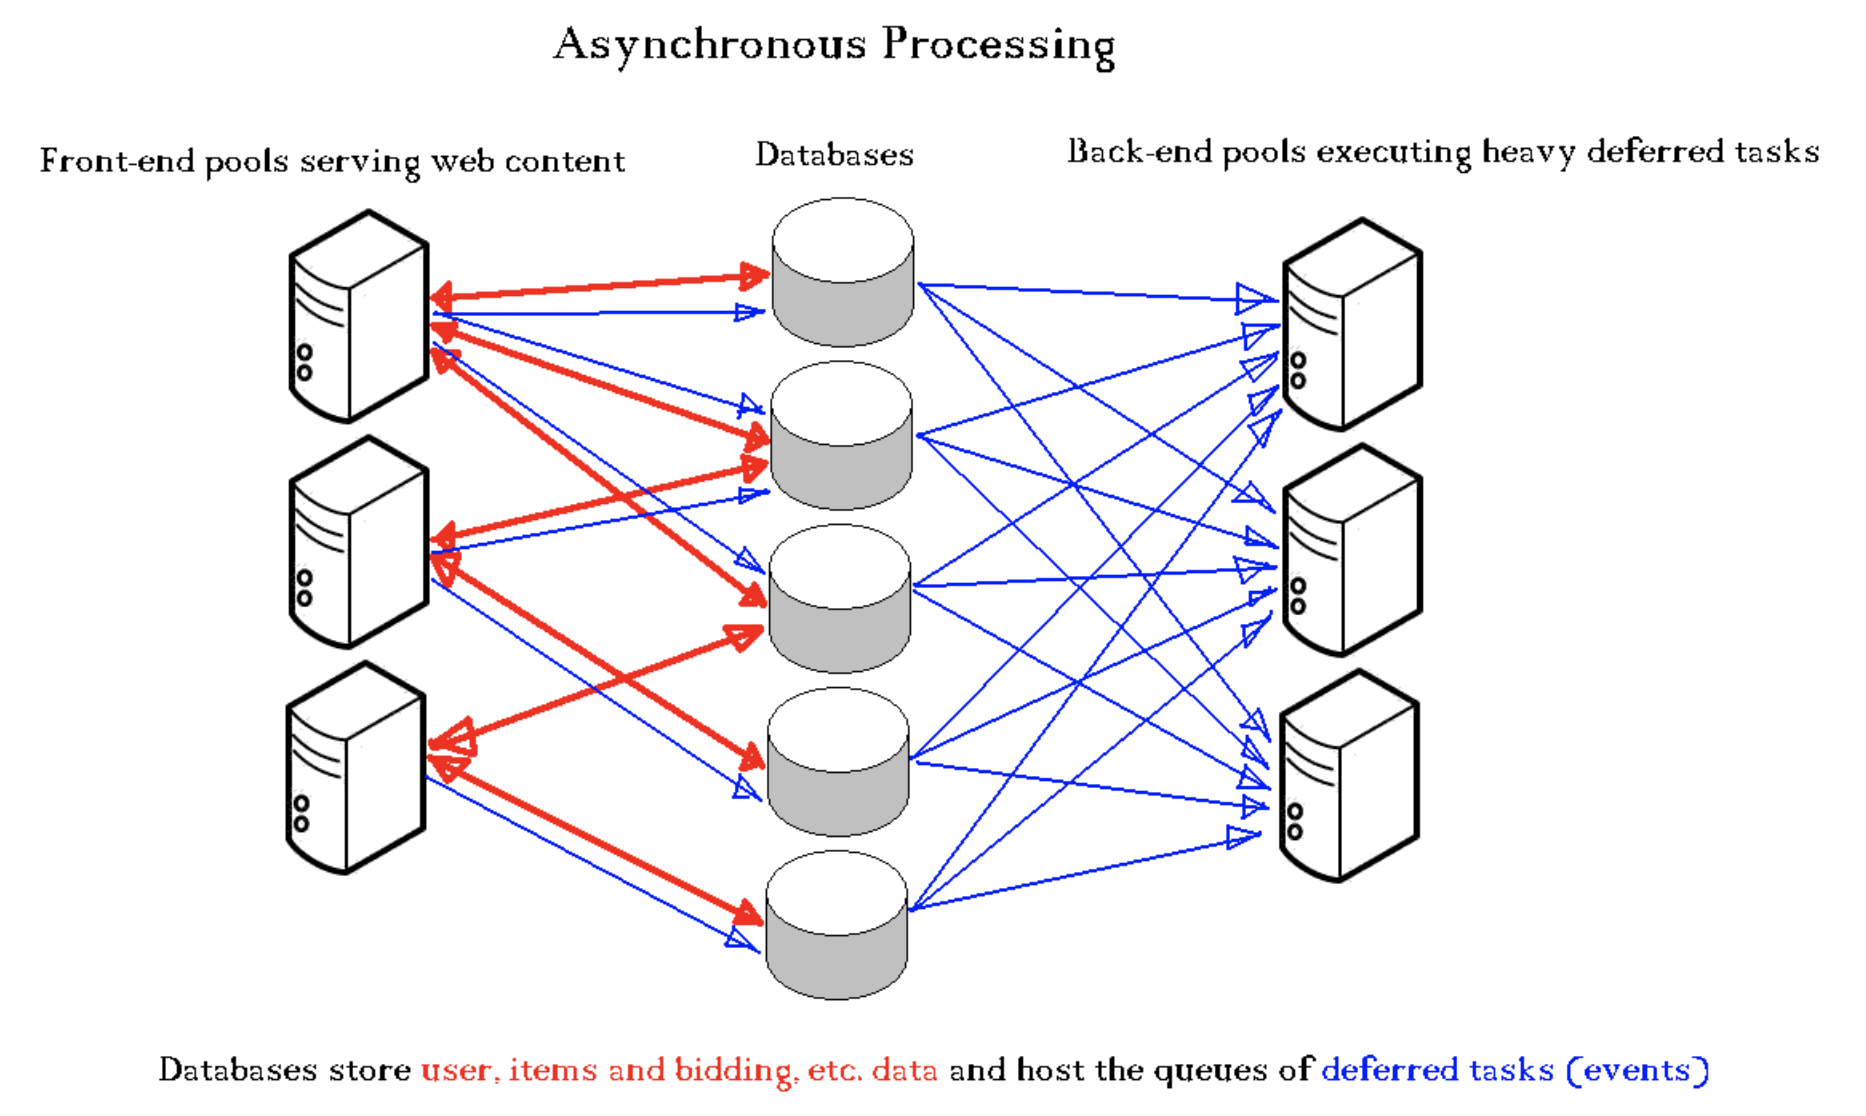 Asynchronous Processing
Front-end pools serving web content
Databases
Back-end pools executing heavy deferred tasks
Databases store user, items and bidding, etc. data and host the queues of deferred tasks (events)